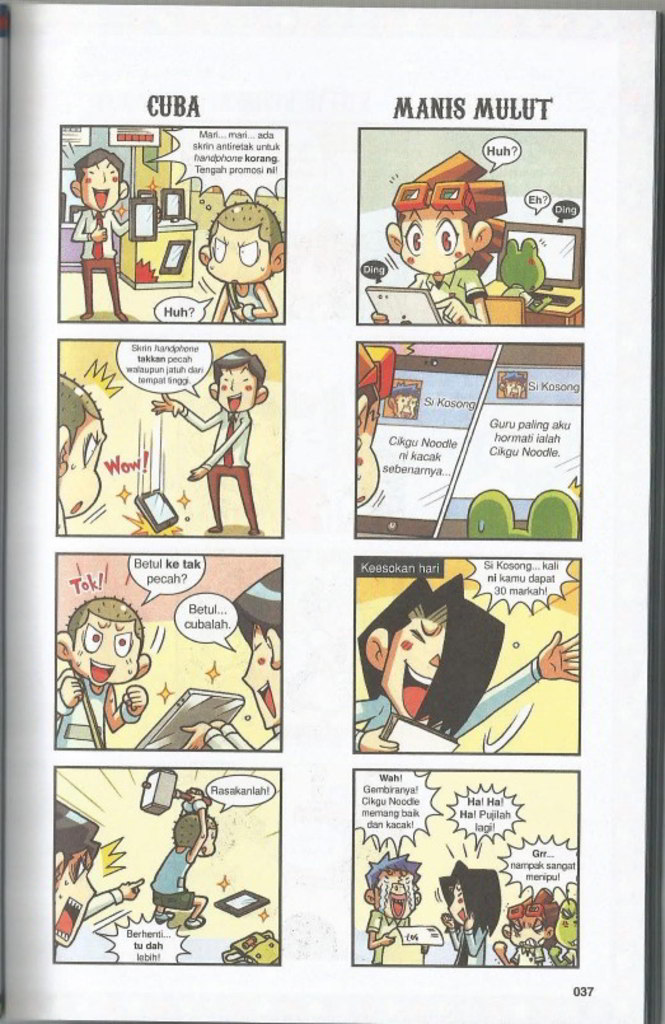 CUBA
Mari... mari... ada
skrin antiretak untuk
handphone korang.
Tengah promosi ni!
Huh?
Skrin handphone
takkan pecah
walaupun jatuh dari
tempat tinggi.
Wow!
Tok!
Betul ke tak
pecah?
Betul...
cubalah.
Rasakanlah!
Berhenti...
tu dah
lebih!
MANIS MULUT
Huh?
Eh?
Ding
Ding
Si Kosong
Cikgu Noodle
ni kacak
sebenarnya...
Si Kosong
Guru paling aku
hormati ialah
Cikgu Noodle.
Keesokan hari
Si Kosong... kali
ni kamu dapat
30 markah!
Wah!
Gembiranya!
Cikgu Noodle
memang baik
dan kacak!
Ha! Ha!
Ha! Pujilah
lagi!
Grr...
nampak sangat
menipu!
037